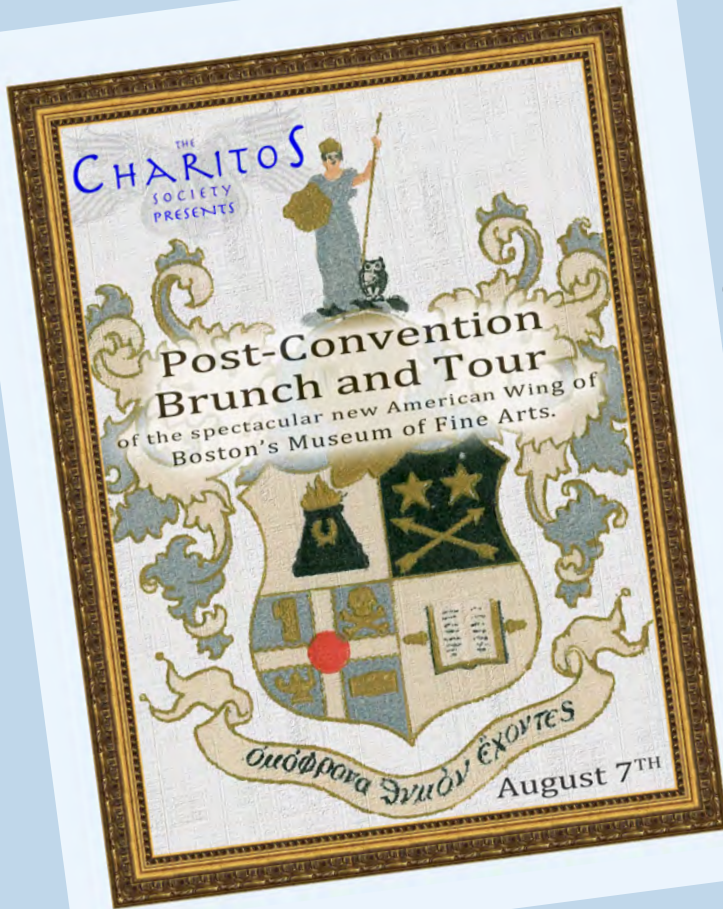 THE
CHARITOS
SOCIETY
PRESENTS
Post-Convention
Brunch and Tour
of the spectacular new American Wing of
Boston's Museum of Fine Arts.
ὁμόφρονα θυμὸν ἔχοντες
August 7TH